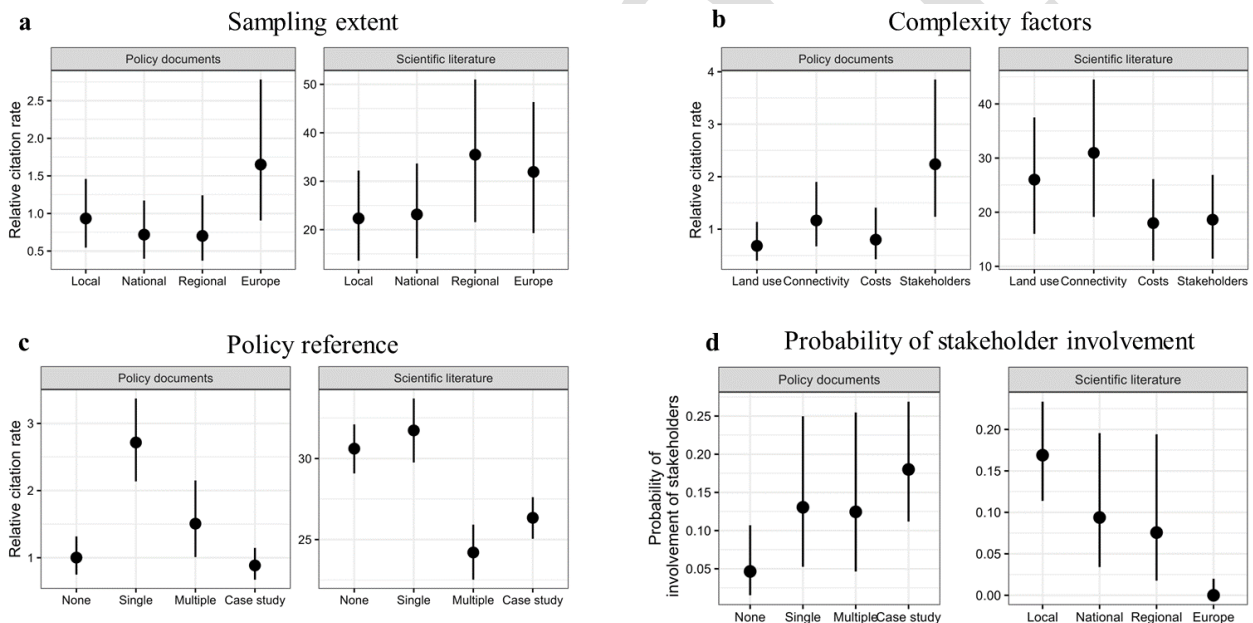 a
Sampling extent
Policy documents
Scientific literature
Relative citation rate
2.5
2.0
1.5
1.0
0.5
50
40
30
20
Local National Regional Europe
Local National Regional Europe
b
Complexity factors
Policy documents
Scientific literature
Relative citation rate
4
3
2
1
40
30
20
10
Land use Connectivity Costs Stakeholders
Land use Connectivity Costs Stakeholders
c
Policy reference
Policy documents
Scientific literature
Relative citation rate
3
2
1
30
25
None Single Multiple Case study
None Single Multiple Case study
d
Probability of stakeholder involvement
Policy documents
Scientific literature
Probability of
involvement of stakeholders
0.25
0.20
0.15
0.10
0.05
0.20
0.15
0.10
0.05
0.00
None Single Multiple Case study
Local National Regional Europe